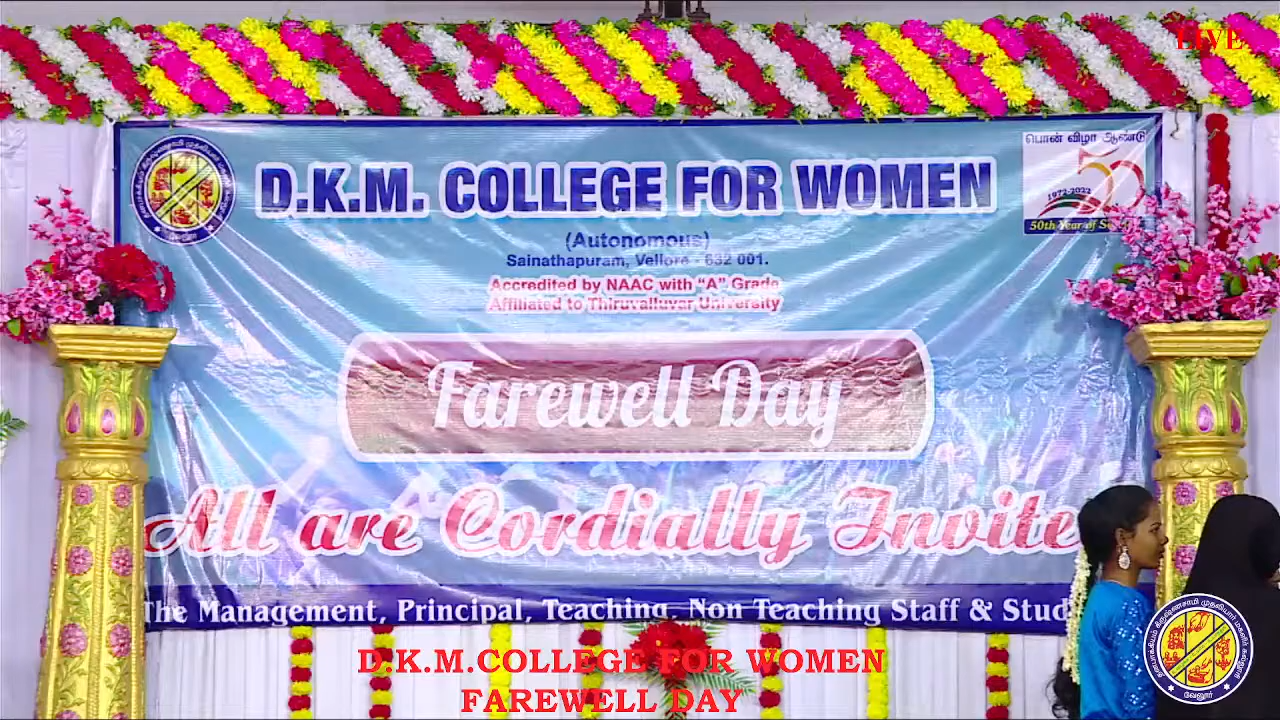 LIVE
பொன் விழா ஆண்டு
D.K.M. COLLEGE FOR WOMEN
1972-2022
50th Year of
(Autonomous)
Sainathapuram, Vellore - 632 001.
Accredited by NAAC with "A" Grade
Affiliated to Thiruvalluvar University
Farewell Day
All are Cordially Invite
The Management, Principal, Teaching, Non Teaching Staff & Stud
D.K.M.COLLEGE FOR WOMEN
FAREWELL DAY
வேலூர்